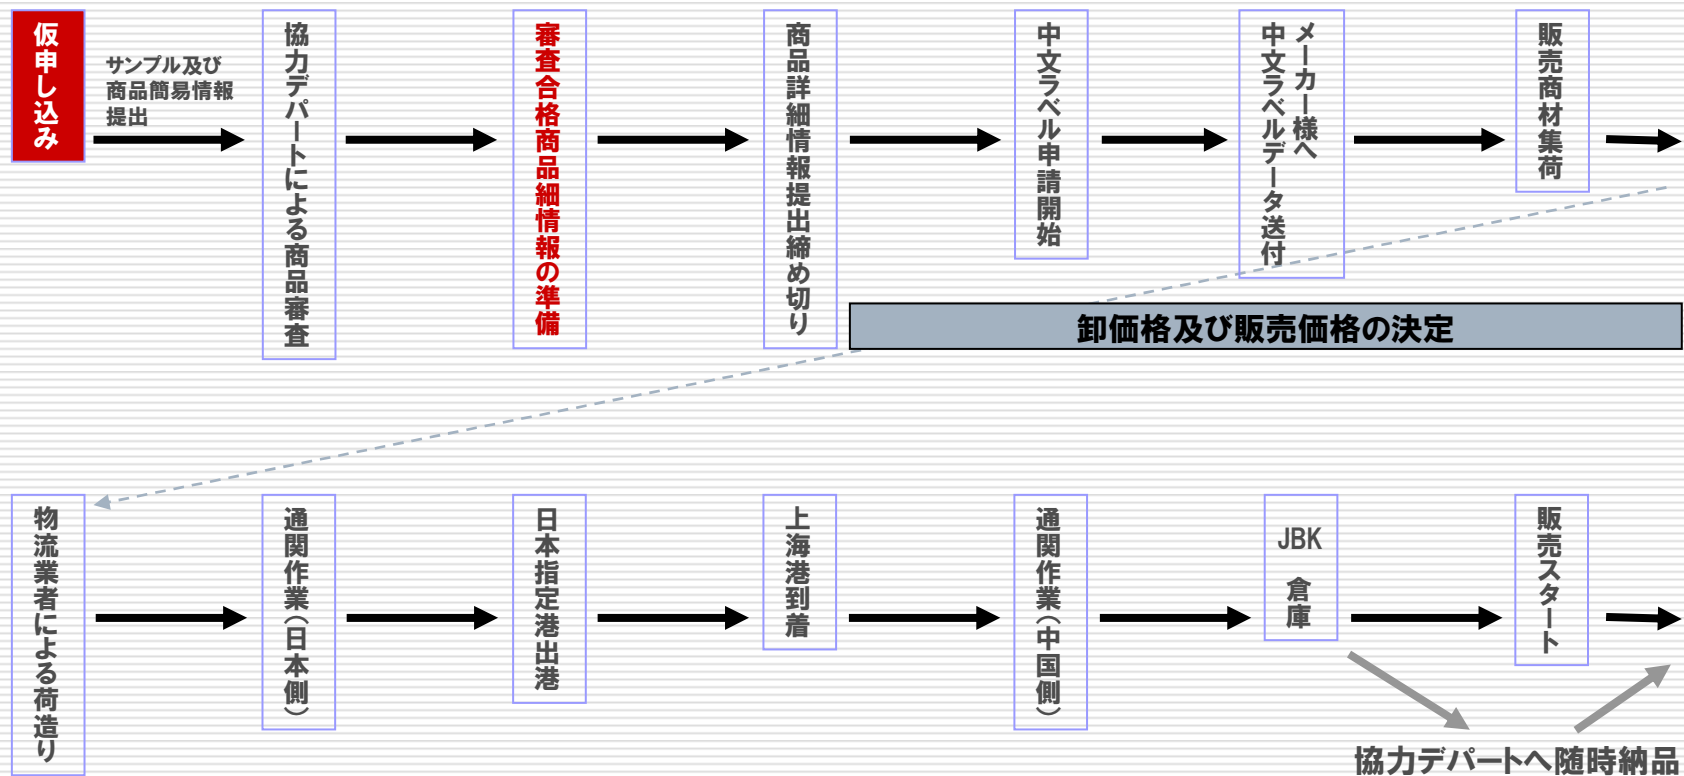 仮申し込み
サンプル及び
商品簡易情報
提出
協力デパートによる商品審査
審査合格商品細情報の準備
商品詳細情報提出締め切り
中文ラベル申請開始
メーカー様へ
中文ラベルデータ送付
販売商材集荷
卸価格及び販売価格の決定
物流業者による荷造り
通関作業（日本側）
日本指定港出港
上海港到着
通関作業（中国側）
JBK
倉庫
販売スタート
協力デパートへ随時納品